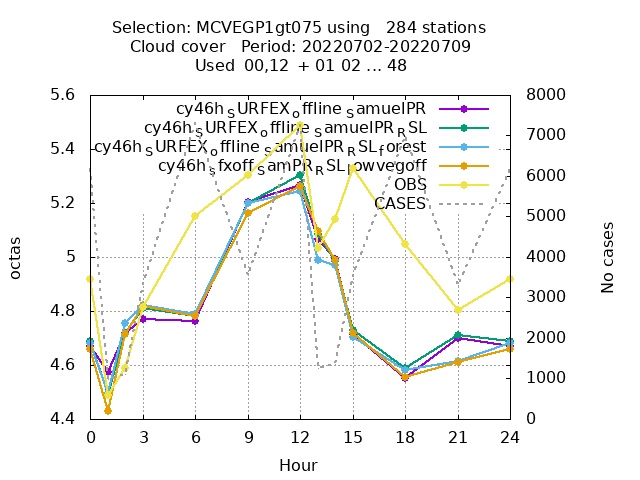 Selection: MCVEGP1gt075 using   284 stations
Cloud cover   Period: 20220702-20220709
Used  00,12  + 01 02 ... 48
5.6
8000
cy46h_SURFEX_offline_SamuelPR
cy46h_SURFEX_offline_SamuelPR_RSL
7000
5.4
cy46h_SURFEX_offline_SamuelPR_RSL_forest
cy46h_sfxoff_SamPR_RSL_lowvegoff
6000
OBS
5.2
CASES
5000
octas
5
4000
No cases
4.8
3000
2000
4.6
1000
4.4
0
0 3 6 9 12 13 15 18 21 24
Hour